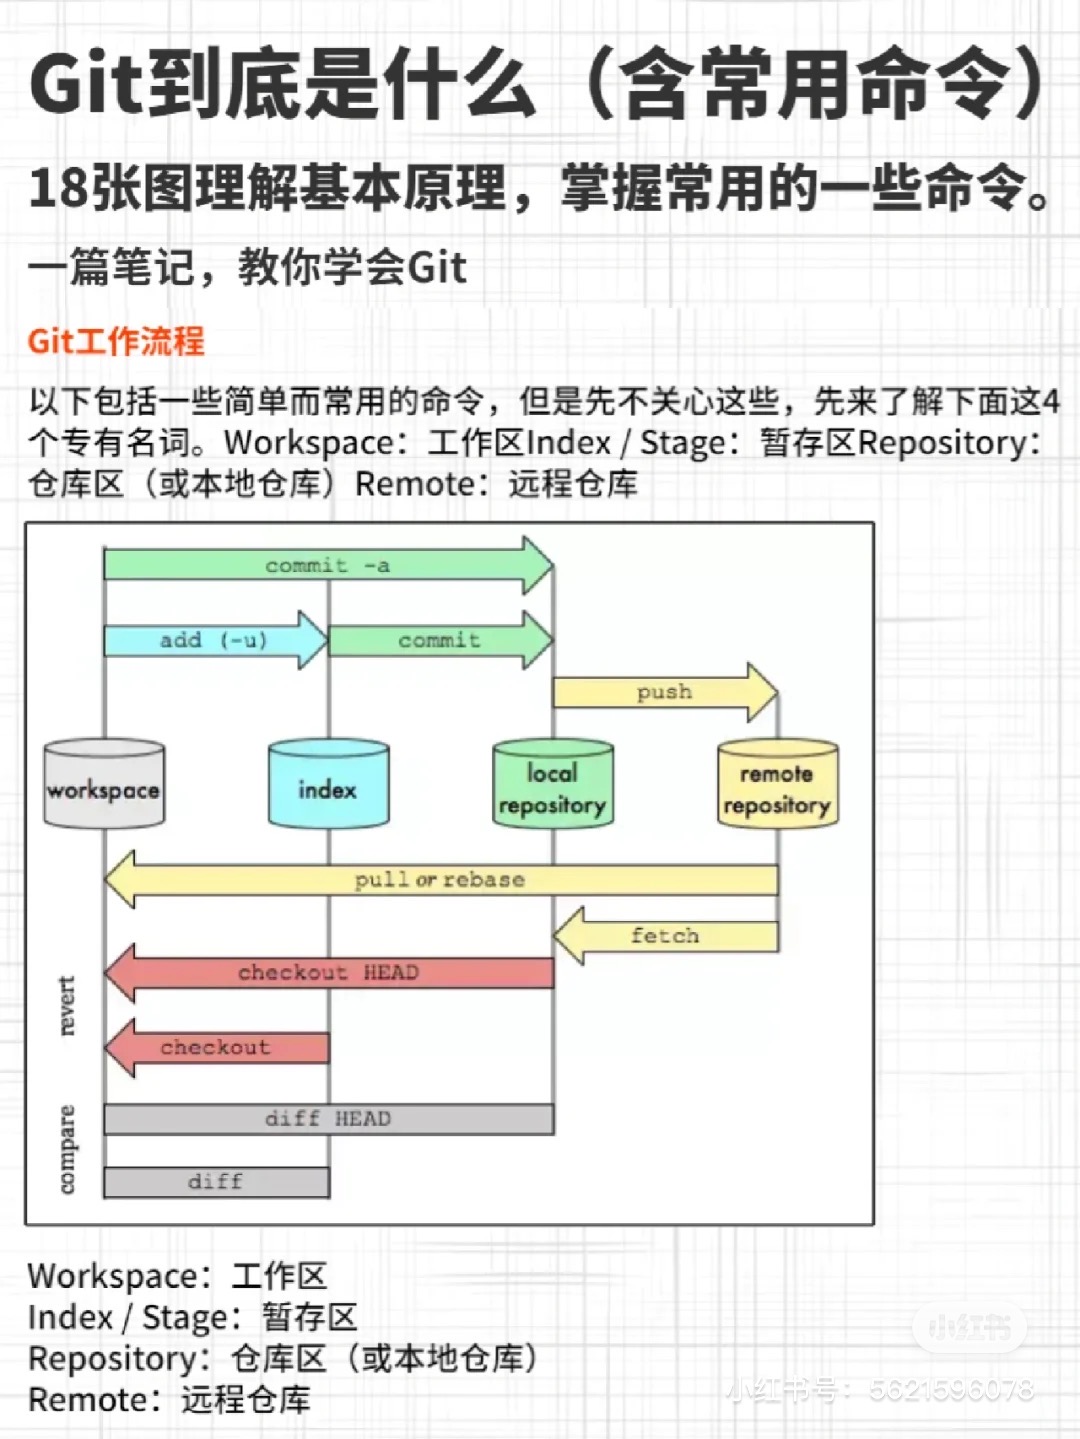 Git到底是什么（含常用命令）
18张图理解基本原理，掌握常用的一些命令。
一篇笔记，教你学会Git
Git工作流程
以下包括一些简单而常用的命令，但是先不关心这些，先来了解下面这4
个专有名词。Workspace：工作区Index / Stage：暂存区Repository：
仓库区（或本地仓库）Remote：远程仓库
commit -a
add (-u)
commit
push
workspace
index
local
repository
remote
repository
pull or rebase
fetch
revert
checkout HEAD
checkout
compare
diff HEAD
diff
Workspace：工作区
Index / Stage：暂存区
Repository：仓库区（或本地仓库）
Remote：远程仓库
小红书
小红书号：5621596078